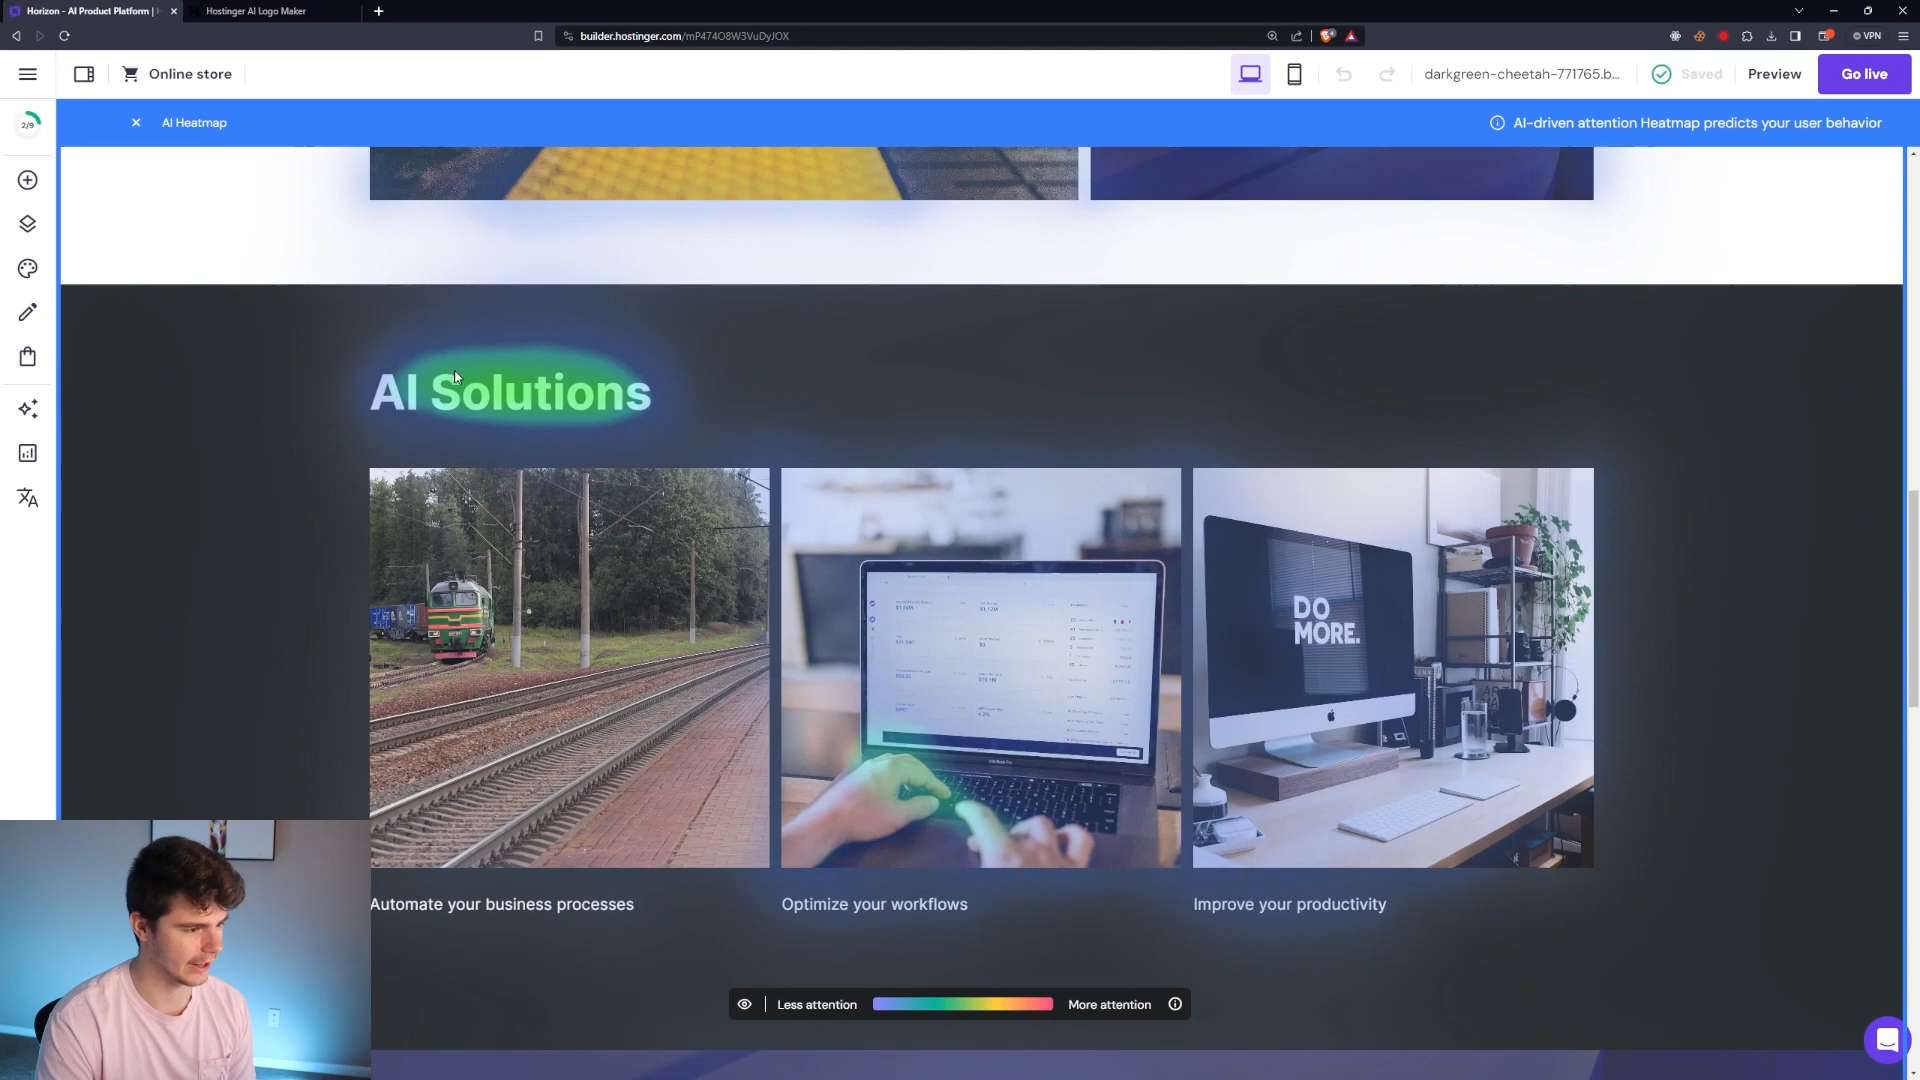 Horizon - AI Product Platform |
Hostinger AI Logo Maker
builder.hostinger.com/mP474O8W3VuDyJOX
VPN
Online store
darkgreen-cheetah-771765.b...
Saved
Preview
Go live
2/9
AI Heatmap
AI-driven attention Heatmap predicts your user behavior
AI Solutions
DO
MORE.
Automate your business processes
Optimize your workflows
Improve your productivity
Less attention
More attention